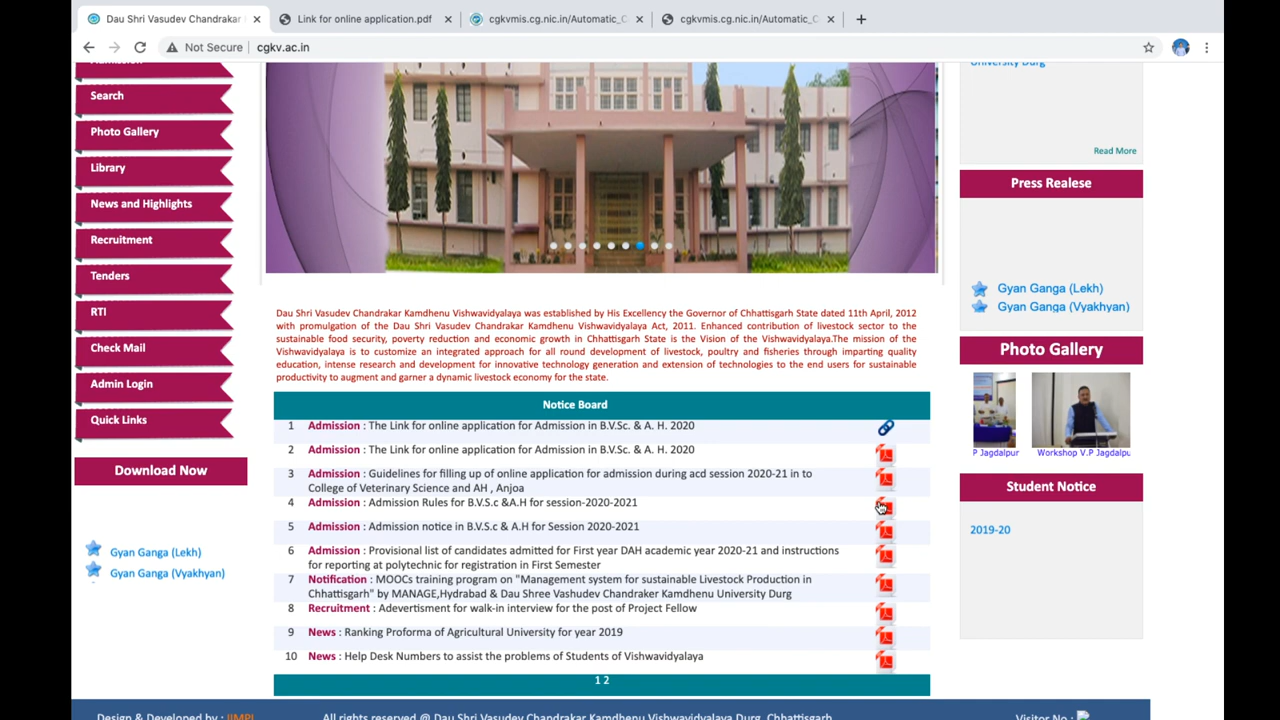 Dau Shri Vasudev Chandrakar
Link for online application.pdf
cgkvmis.cg.nic.in/Automatic_C
cgkvmis.cg.nic.in/Automatic_C
Not Secure
cgkv.ac.in
Admission
Search
Photo Gallery
Library
News and Highlights
Recruitment
Tenders
RTI
Check Mail
Admin Login
Quick Links
Download Now
Gyan Ganga (Lekh)
Gyan Ganga (Vyakhyan)
Dau Shri Vasudev Chandrakar Kamdhenu Vishwavidyalaya was established by His Excellency the Governor of Chhattisgarh State dated 11th April, 2012
with promulgation of the Dau Shri Vasudev Chandrakar Kamdhenu Vishwavidyalaya Act, 2011. Enhanced contribution of livestock sector to the
sustainable food security, poverty reduction and economic growth in Chhattisgarh State is the Vision of the Vishwavidyalaya.The mission of the
Vishwavidyalaya is to customize an integrated approach for all round development of livestock, poultry and fisheries through imparting quality
education, intense research and development for innovative technology generation and extension of technologies to the end users for sustainable
productivity to augment and garner a dynamic livestock economy for the state.
Notice Board
1 Admission : The Link for online application for Admission in B.V.Sc. & A. H. 2020
2 Admission : The Link for online application for Admission in B.V.Sc. & A. H. 2020
3 Admission : Guidelines for filling up of online application for admission during acd session 2020-21 in to
College of Veterinary Science and AH , Anjoa
4 Admission : Admission Rules for B.V.S.c &A.H for session-2020-2021
5 Admission : Admission notice in B.V.S.c & A.H for Session 2020-2021
6 Admission : Provisional list of candidates admitted for First year DAH academic year 2020-21 and instructions
for reporting at polytechnic for registration in First Semester
7 Notification : MOOCs training program on "Management system for sustainable Livestock Production in
Chhattisgarh" by MANAGE,Hydrabad & Dau Shree Vashudev Chandraker Kamdhenu University Durg
8 Recruitment : Adevertisment for walk-in interview for the post of Project Fellow
9 News : Ranking Proforma of Agricultural University for year 2019
10 News : Help Desk Numbers to assist the problems of Students of Vishwavidyalaya
1 2
University Durg
Read More
Press Realese
Gyan Ganga (Lekh)
Gyan Ganga (Vyakhyan)
Photo Gallery
P Jagdalpur
Workshop V.P Jagdalpu
Student Notice
2019-20
Design & Developed by : JIMPL
All rights reserved @ Dau Shri Vasudev Chandrakar Kamdhenu Vishwavidyalaya Durg, Chhattisgarh
Visitor No :